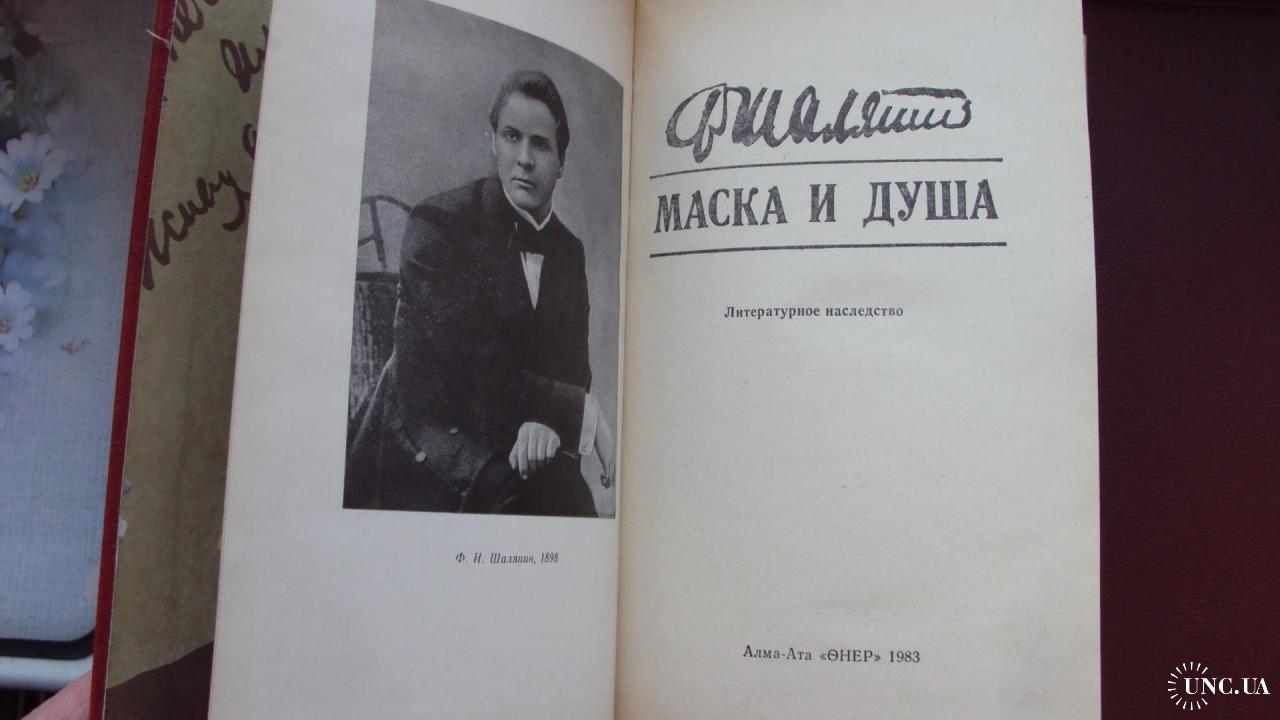 Ф. И. Шаляпин, 1898
Ф Шаляпин
МАСКА И ДУША
Литературное наследство
Алма-Ата «ӨНЕР» 1983
UNC.UA